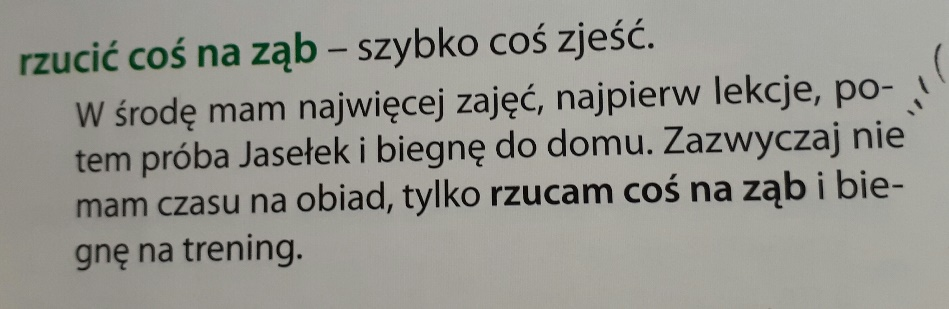 rzucić coś na ząb – szybko coś zjeść.
W środę mam najwięcej zajęć, najpierw lekcje, po-
tem próba Jasełek i biegnę do domu. Zazwyczaj nie
mam czasu na obiad, tylko rzucam coś na ząb i bie-
gnę na trening.